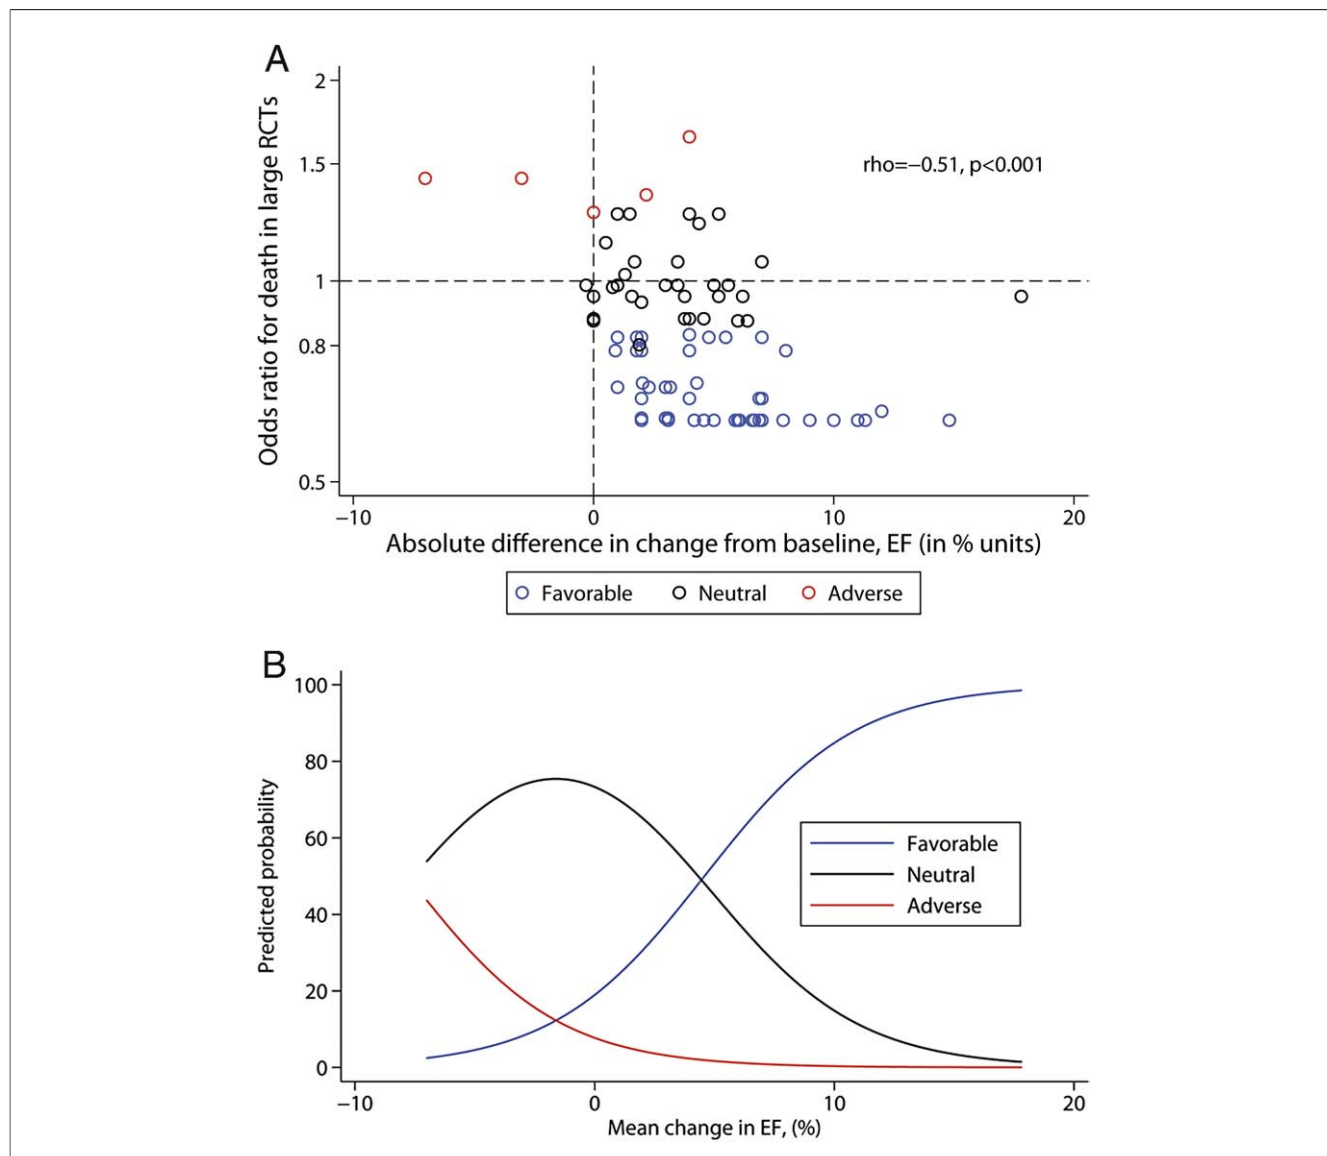 A
Odds ratio for death in large RCTs
2
1.5
1
0.8
0.5
rho=−0.51, p<0.001
−10 0 10 20
Absolute difference in change from baseline, EF (in % units)
Favorable Neutral Adverse
B
Predicted probability
100
80
60
40
20
0
Favorable
Neutral
Adverse
−10 0 10 20
Mean change in EF, (%)